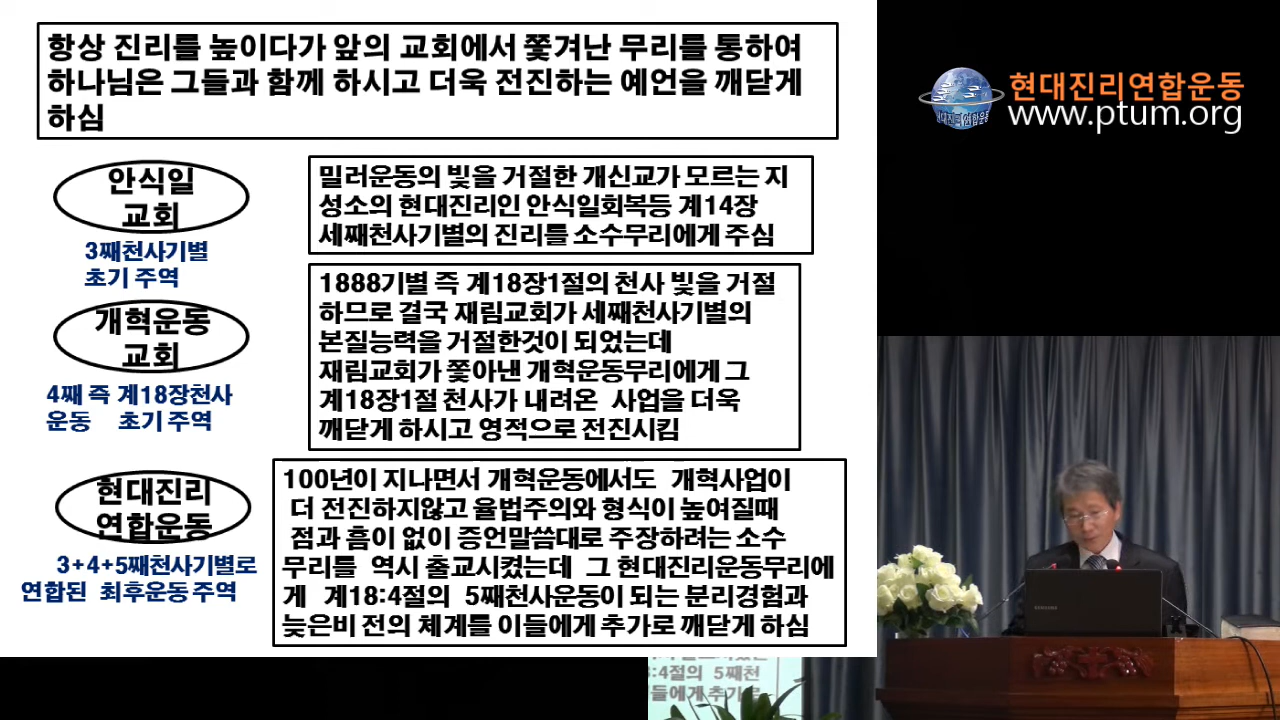 항상 진리를 높이다가 앞의 교회에서 쫓겨난 무리를 통하여
하나님은 그들과 함께 하시고 더욱 전진하는 예언을 깨닫게
하심
현대진리연합운동
www.ptum.org
안식일
교회
3째천사기별
초기 주역
밀러운동의 빛을 거절한 개신교가 모르는 지
성소의 현대진리인 안식일회복등 계14장
세째천사기별의 진리를 소수무리에게 주심
개혁운동
교회
4째 즉 계18장천사
운동 초기 주역
1888기별 즉 계18장1절의 천사 빛을 거절
하므로 결국 재림교회가 세째천사기별의
본질능력을 거절한것이 되었는데
재림교회가 쫓아낸 개혁운동무리에게 그
계18장1절 천사가 내려온 사업을 더욱
깨닫게 하시고 영적으로 전진시킴
현대진리
연합운동
3+4+5째천사기별로
연합된 최후운동 주역
100년이 지나면서 개혁운동에서도 개혁사업이
더 전진하지않고 율법주의와 형식이 높여질때
점과 흠이 없이 증언말씀대로 주장하려는 소수
무리를 역시 출교시켰는데 그 현대진리운동무리에
게 계18:4절의 5째천사운동이 되는 분리경험과
늦은비 전의 체계를 이들에게 추가로 깨닫게 하심
SAMSUNG
:4절의 5째천
들에게 추가로